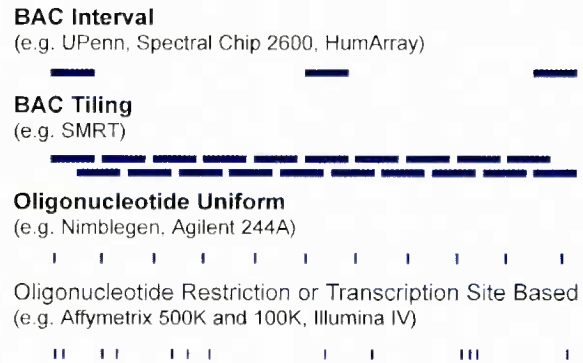 BAC Interval
(e.g. UPenn, Spectral Chip 2600, HumArray)
BAC Tiling
(e.g. SMRT)
Oligonucleotide Uniform
(e.g. Nimblegen, Agilent 244A)
Oligonucleotide Restriction or Transcription Site Based
(e.g. Affymetrix 500K and 100K, Illumina IV)